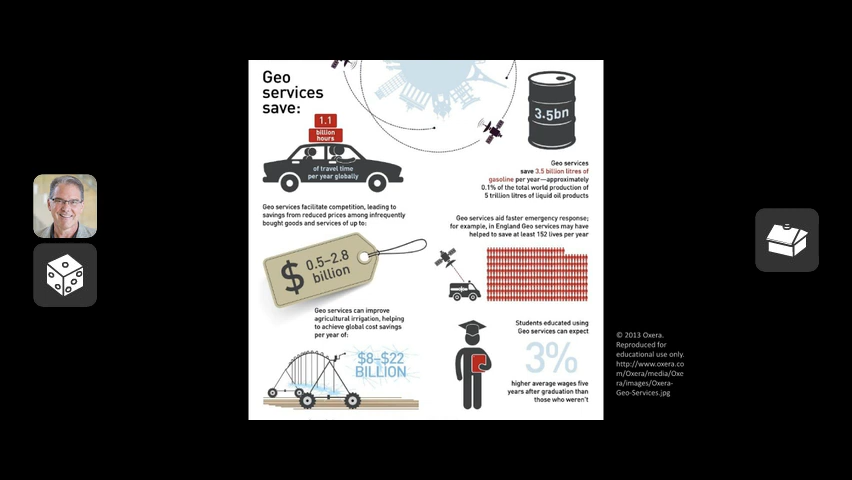 Geo
services
save:
1.1
billion
hours
of travel time
per year globally
3.5bn
Geo services
save 3.5 billion litres of
gasoline per year—approximately
0.1% of the total world production of
5 trillion litres of liquid oil products
Geo services facilitate competition, leading to
savings from reduced prices among infrequently
bought goods and services of up to:
$ 0.5–2.8
billion
Geo services aid faster emergency response;
for example, in England Geo services may have
helped to save at least 152 lives per year
Geo services can improve
agricultural irrigation, helping
to achieve global cost savings
per year of:
$8–$22
BILLION
Students educated using
Geo services can expect
3%
higher average wages five
years after graduation than
those who weren't
© 2013 Oxera.
Reproduced for
educational use only.
http://www.oxera.co
m/Oxera/media/Oxe
ra/images/Oxera-
Geo-Services.jpg